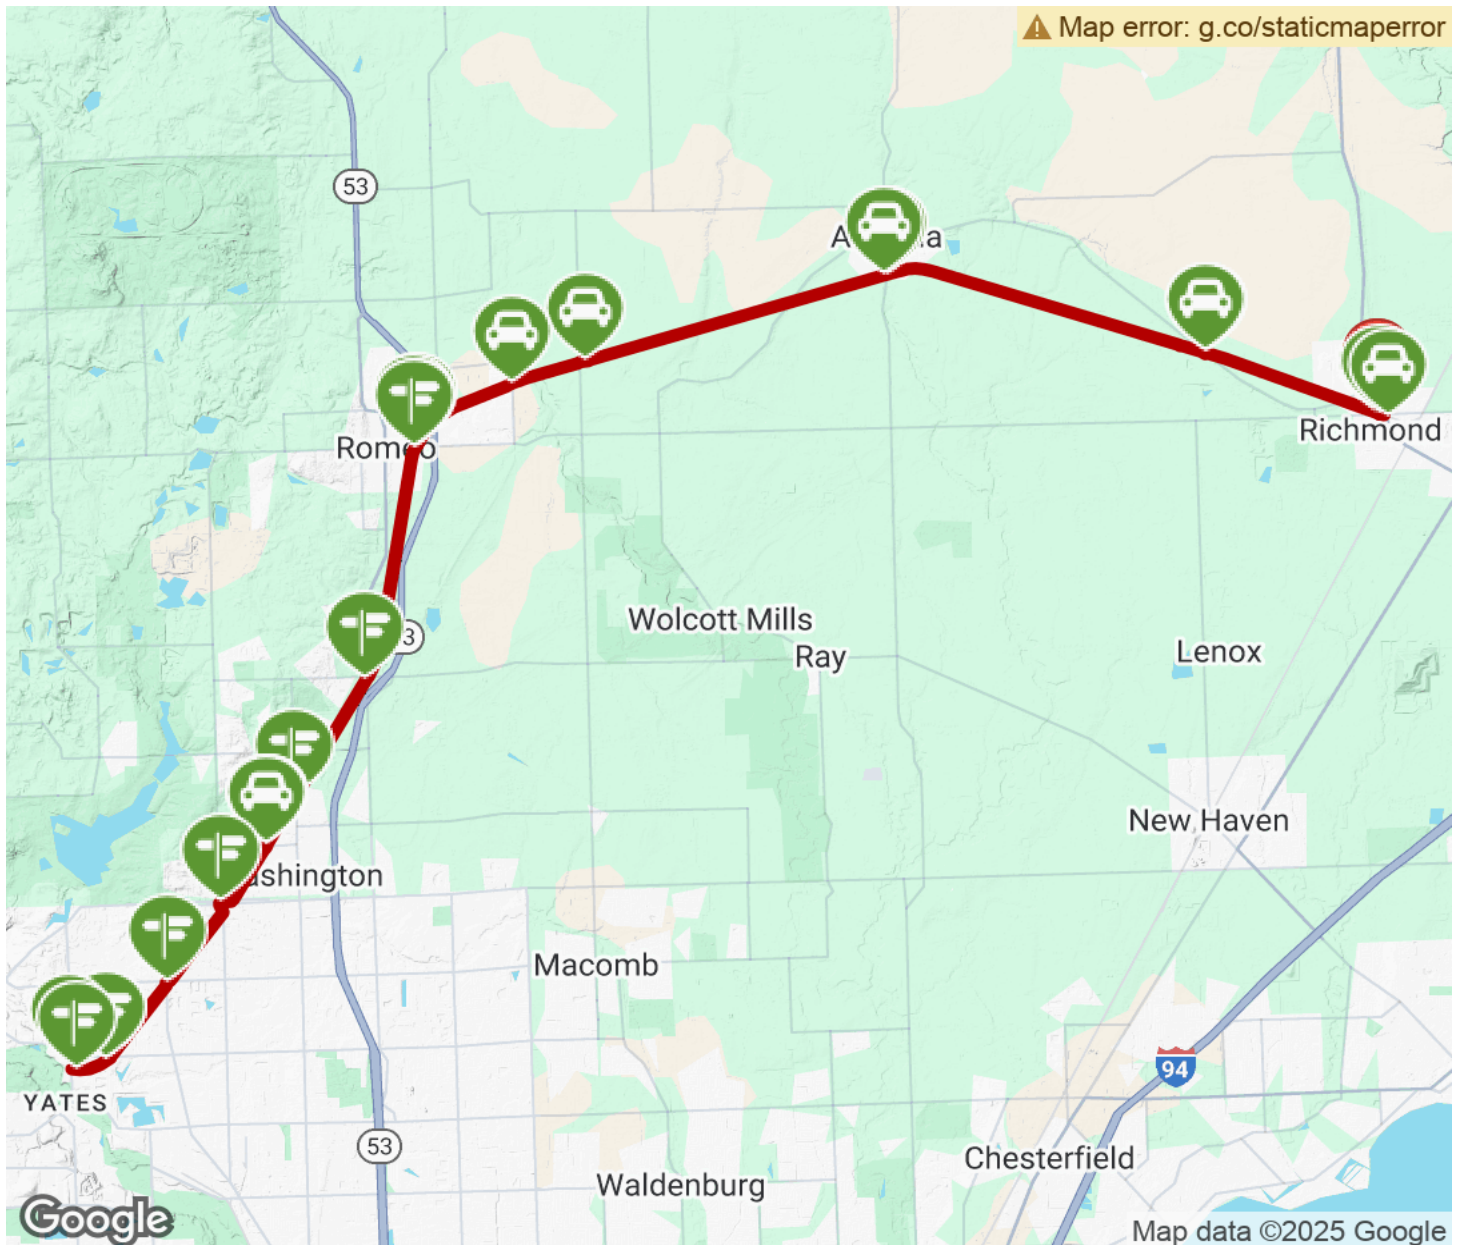 Map error: g.co/staticmaperror
53
Richmond
Romeo
Wolcott Mills
Ray
Lenox
New Haven
Macomb
94
YATES
53
Chesterfield
Waldenburg
Google
Map data ©2025 Google